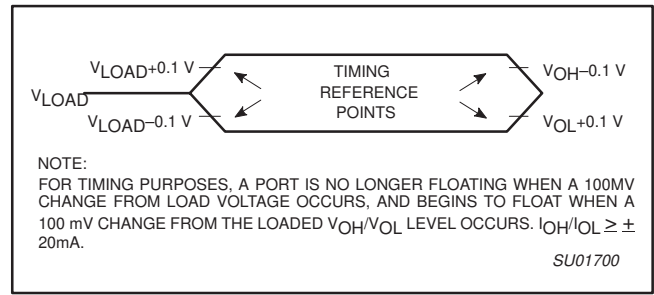 VLOAD+0.1 V
TIMING
VOH–0.1 V
VLOAD
REFERENCE
VLOAD–0.1 V
POINTS
VOL+0.1 V
NOTE:
FOR TIMING PURPOSES, A PORT IS NO LONGER FLOATING WHEN A 100MV
CHANGE FROM LOAD VOLTAGE OCCURS, AND BEGINS TO FLOAT WHEN A
100 mV CHANGE FROM THE LOADED VOH/VOL LEVEL OCCURS. IOH/IOL ≥ ±
20mA.
SU01700